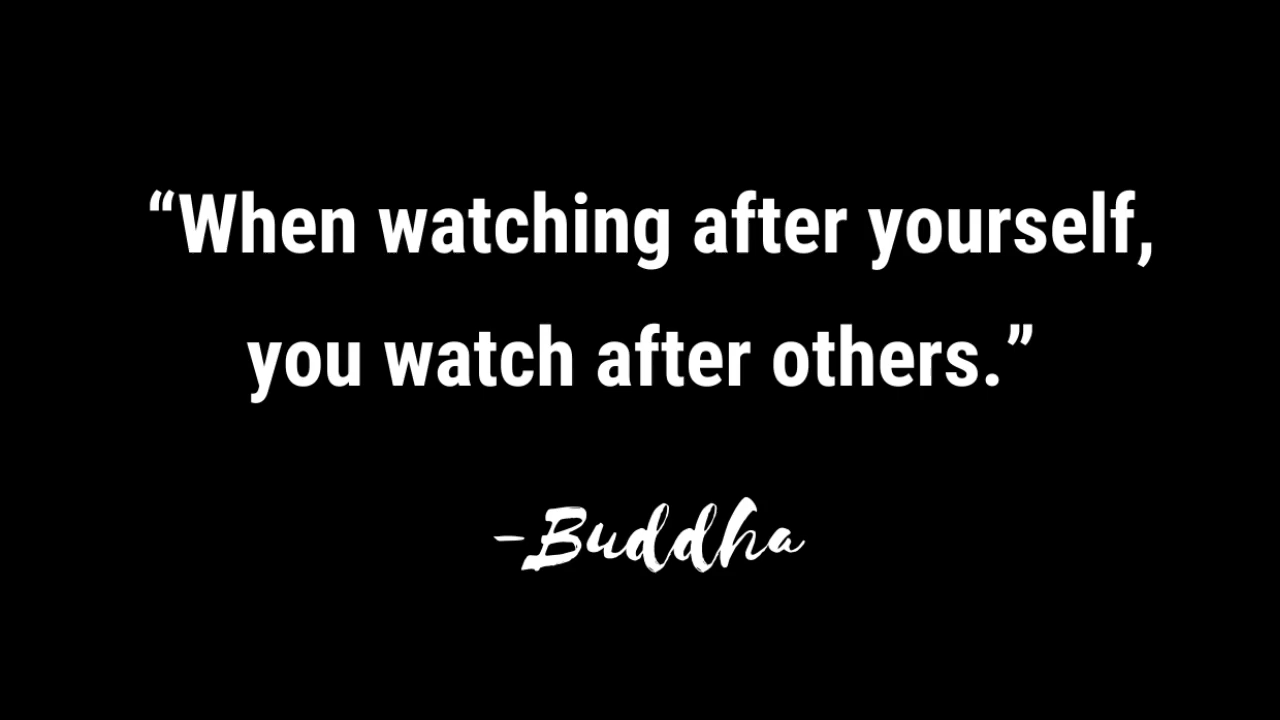 “When watching after yourself,
you watch after others.”
-Buddha